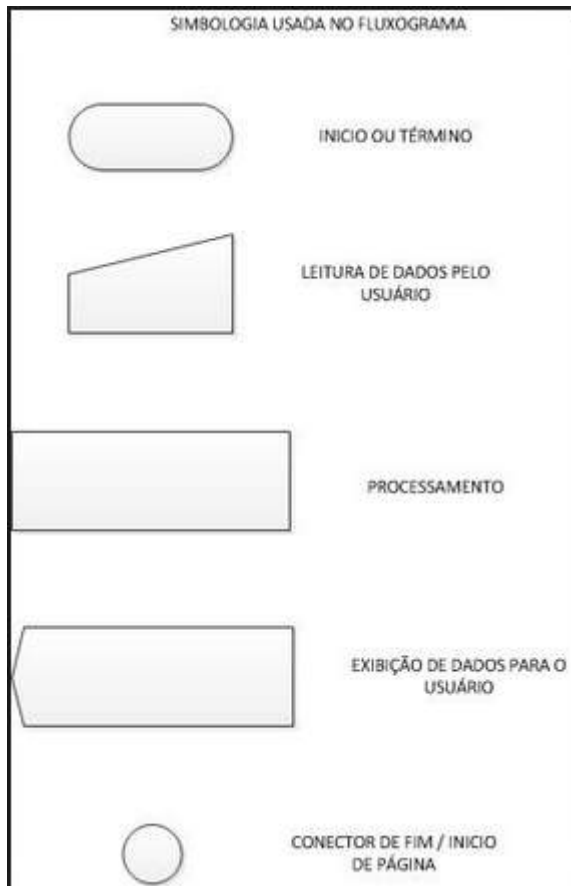 SIMBOLOGIA USADA NO FLUXOGRAMA
INICIO OU TÉRMINO
LEITURA DE DADOS PELO
USUÁRIO
PROCESSAMENTO
EXIBIÇÃO DE DADOS PARA O
USUÁRIO
CONECTOR DE FIM / INICIO
DE PÁGINA